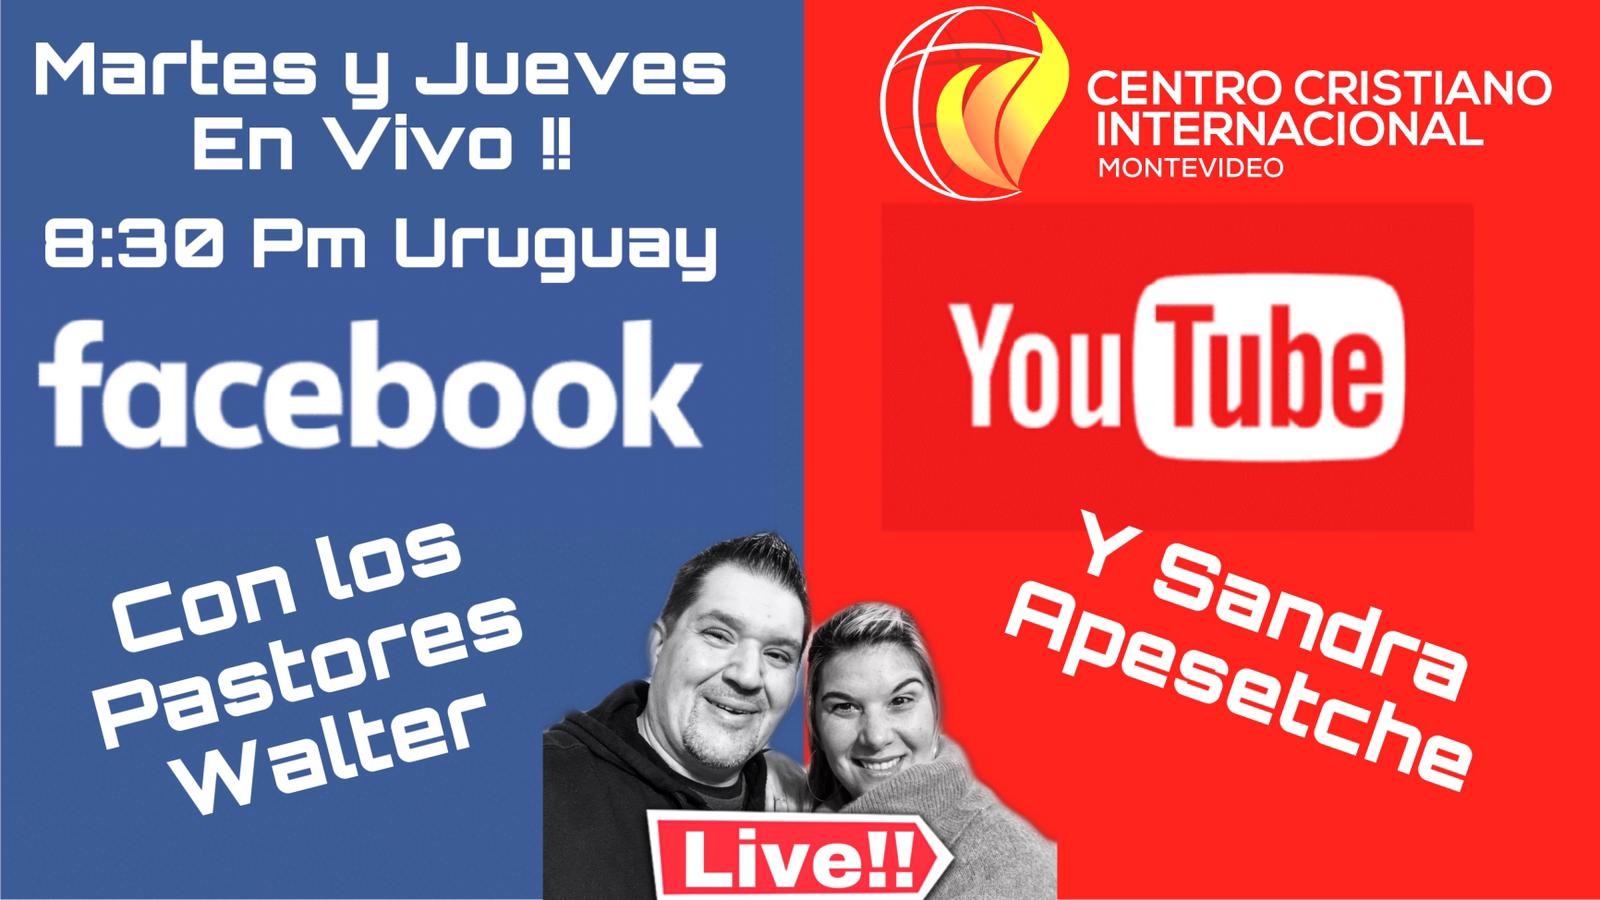 Martes y Jueves
En Vivo !!
8:30 Pm Uruguay
facebook
Con los
Pastores
Walter
CENTRO CRISTIANO
INTERNACIONAL
MONTEVIDEO
YouTube
Y Sandra
Apesetche
Live!!